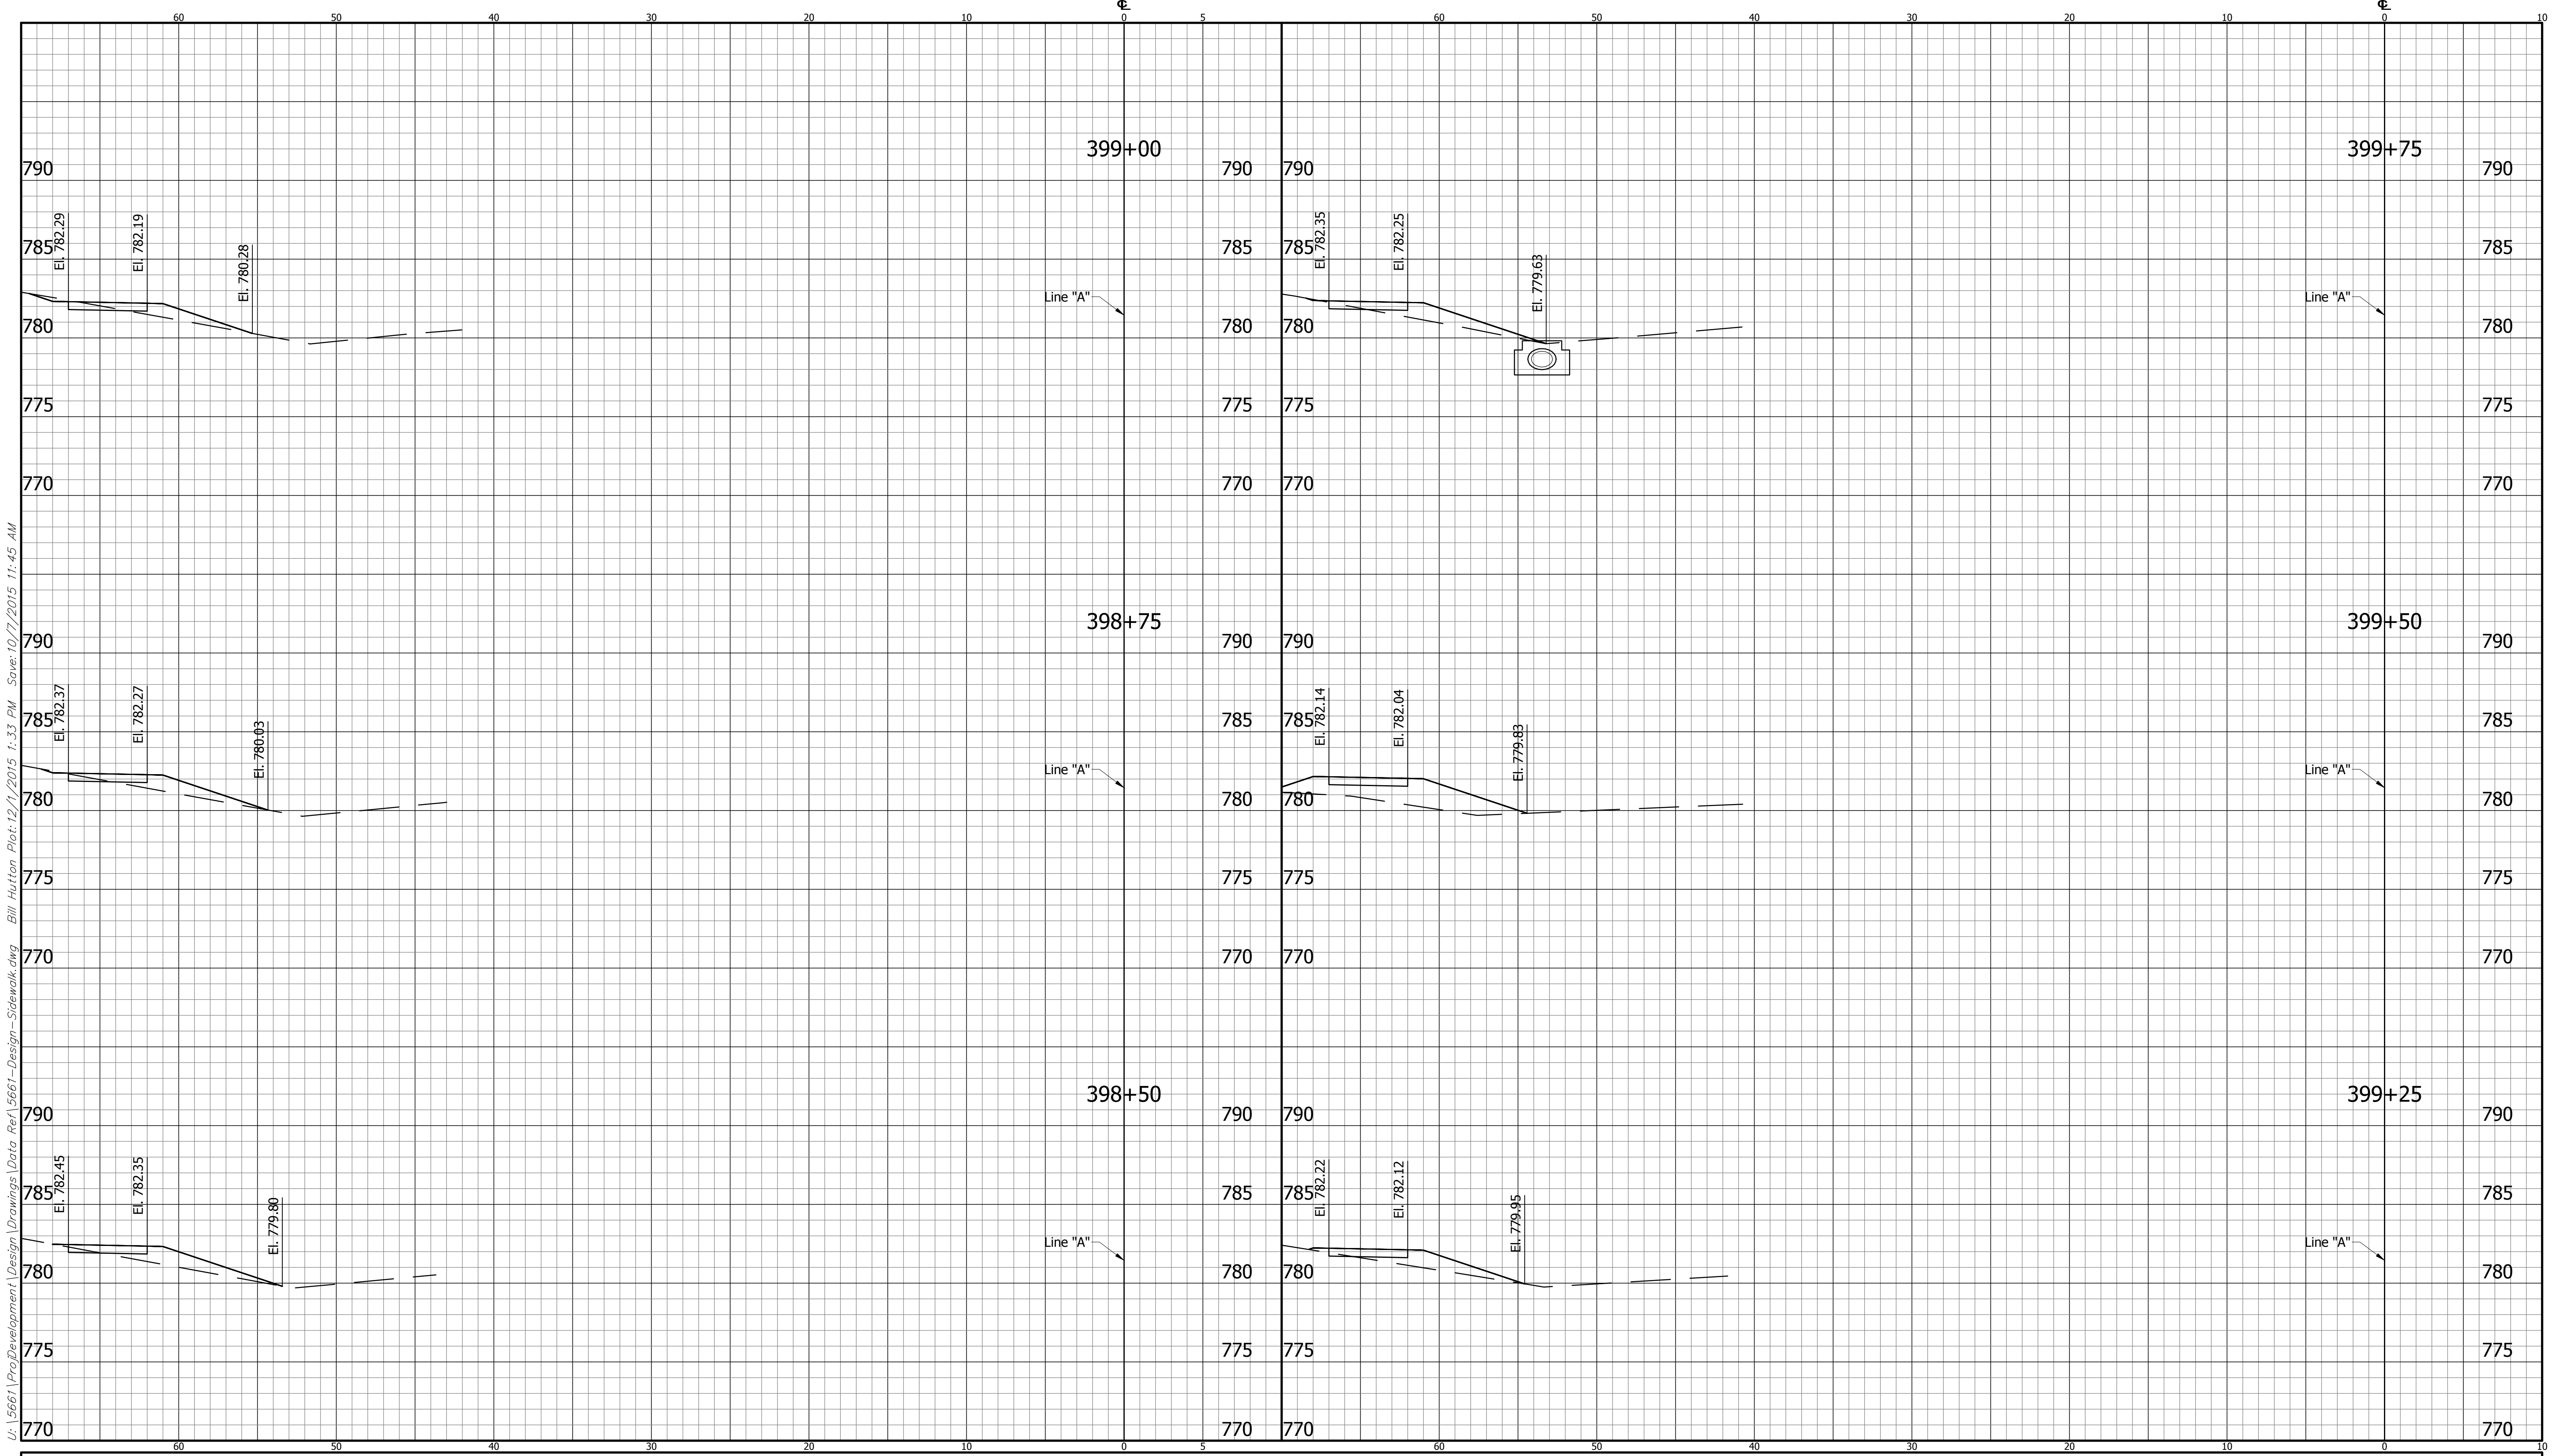 ℄ ℄
60 50 40 30 20 10 0 5 60 50 40 30 20 10 0 10
399+00
790 790
El. 782.29 El. 782.19 El. 780.28
785 785
Line "A"
780 780
775 775
770 770
398+75
790 790
El. 782.37 El. 782.27 El. 780.03
785 785
Line "A"
780 780
775 775
770 770
398+50
790 790
El. 782.45 El. 782.35 El. 779.80
785 785
Line "A"
780 780
775 775
770 770
399+75
790 790
El. 782.35 El. 782.25 El. 779.63
785 785
Line "A"
780 780
775 775
770 770
399+50
790 790
El. 782.14 El. 782.04 El. 779.83
785 785
Line "A"
780 780
775 775
770 770
399+25
790 790
El. 782.22 El. 782.12 El. 779.95
785 785
Line "A"
780 780
775 775
770 770
60 50 40 30 20 10 0 5 60 50 40 30 20 10 0 10
U:\5661\ProjDevelopment\Design\Drawings\Data Ref\5661-Design-Sidewalk.dwg Bill Hutton Plot: 12/1/2015 1:33 PM Save: 10/7/2015 11:45 AM